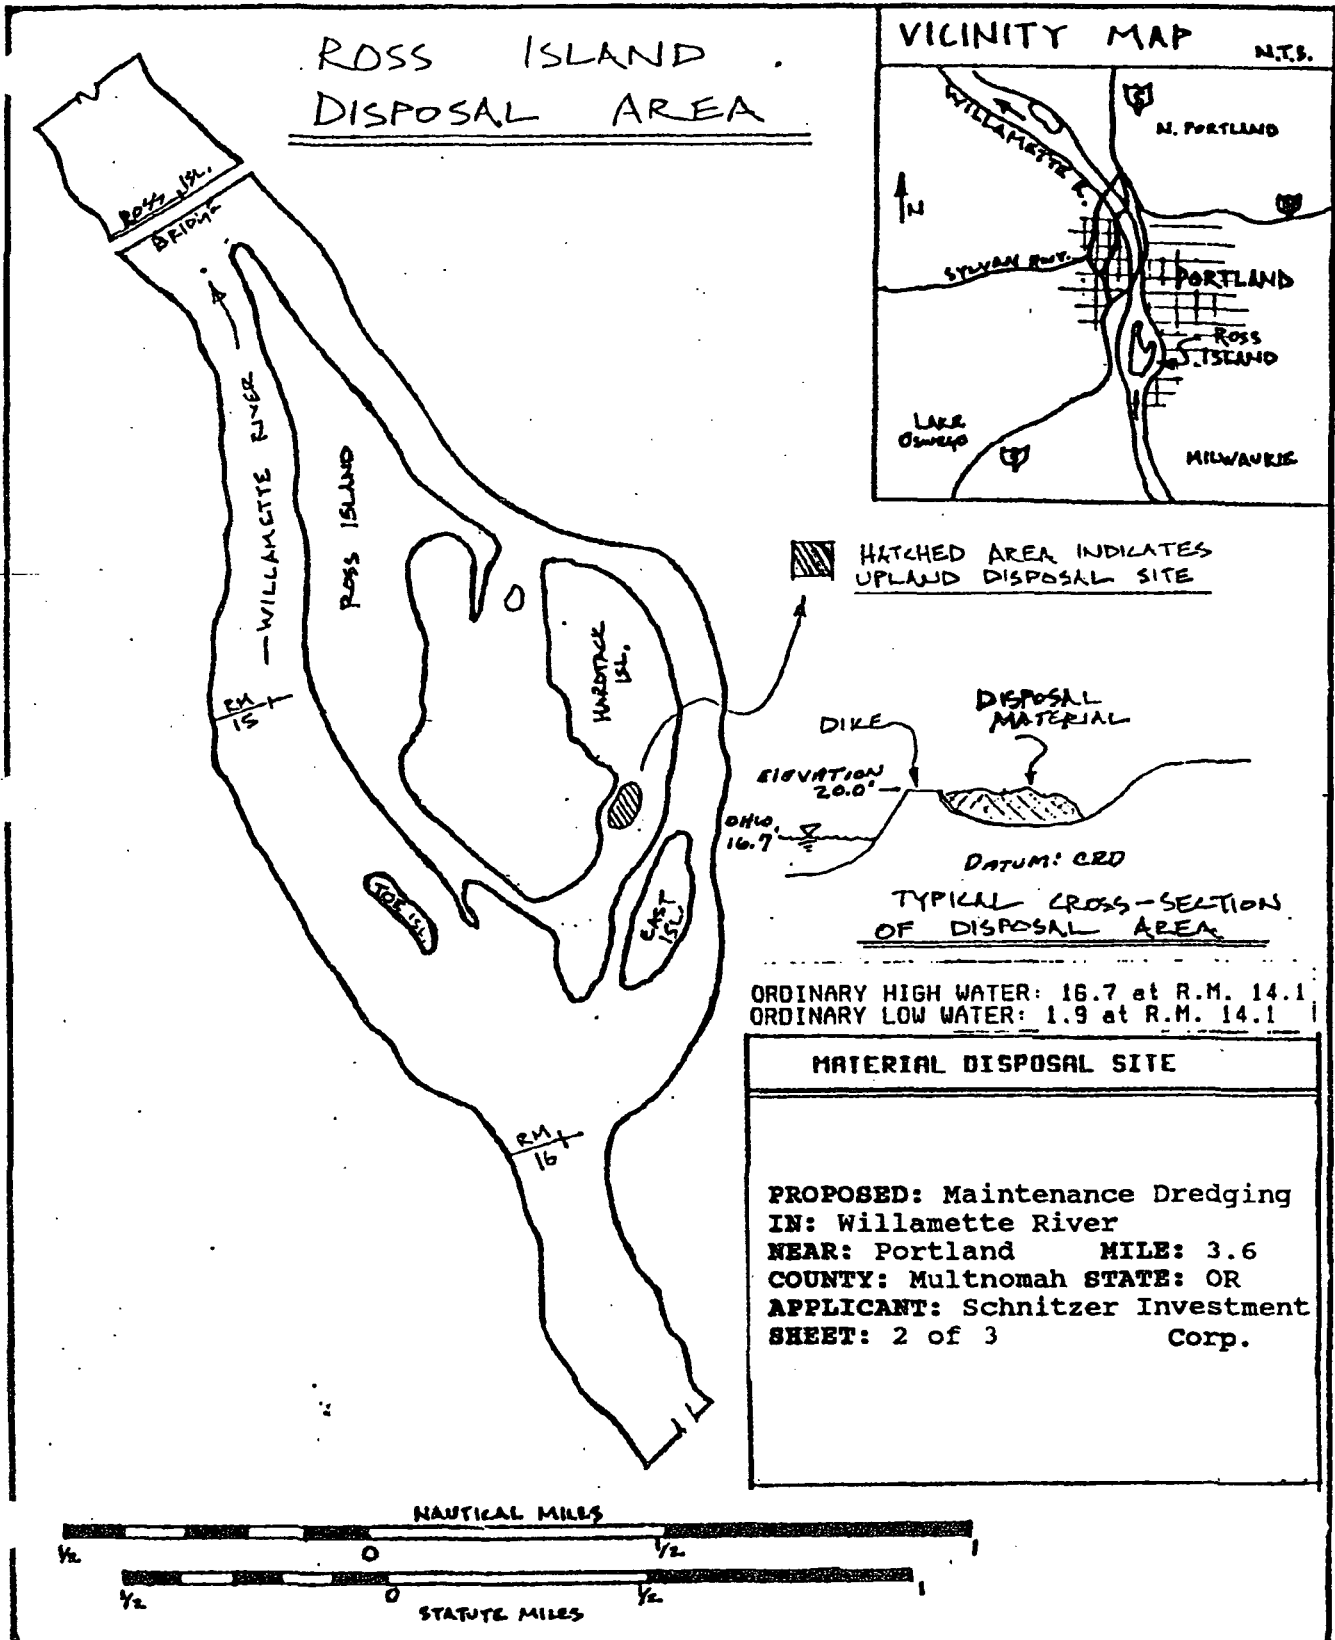 ROSS ISLAND
DISPOSAL AREA
VICINITY MAP N.T.S.
WILLAMETTE R.
5
N. PORTLAND
N
SYLVAN HWY.
PORTLAND
ROSS
ISLAND
LAKE
OSWEGO
MILWAUKIE
ROSS ISL.
BRIDGE
WILLAMETTE RIVER
ROSS ISLAND
HARDTACK
ISL.
RM
15
TOE ISL.
EAST
ISL.
RM
16
HATCHED AREA INDICATES
UPLAND DISPOSAL SITE
DISPOSAL
MATERIAL
DIKE
ELEVATION
20.0'
OHW
16.7'
DATUM: CRD
TYPICAL CROSS-SECTION
OF DISPOSAL AREA
ORDINARY HIGH WATER: 16.7 at R.M. 14.1
ORDINARY LOW WATER: 1.9 at R.M. 14.1
MATERIAL DISPOSAL SITE
PROPOSED: Maintenance Dredging
IN: Willamette River
NEAR: Portland MILE: 3.6
COUNTY: Multnomah STATE: OR
APPLICANT: Schnitzer Investment
SHEET: 2 of 3 Corp.
NAUTICAL MILES
1/2 0 1/2 1
1/2 0 1/2 1
STATUTE MILES